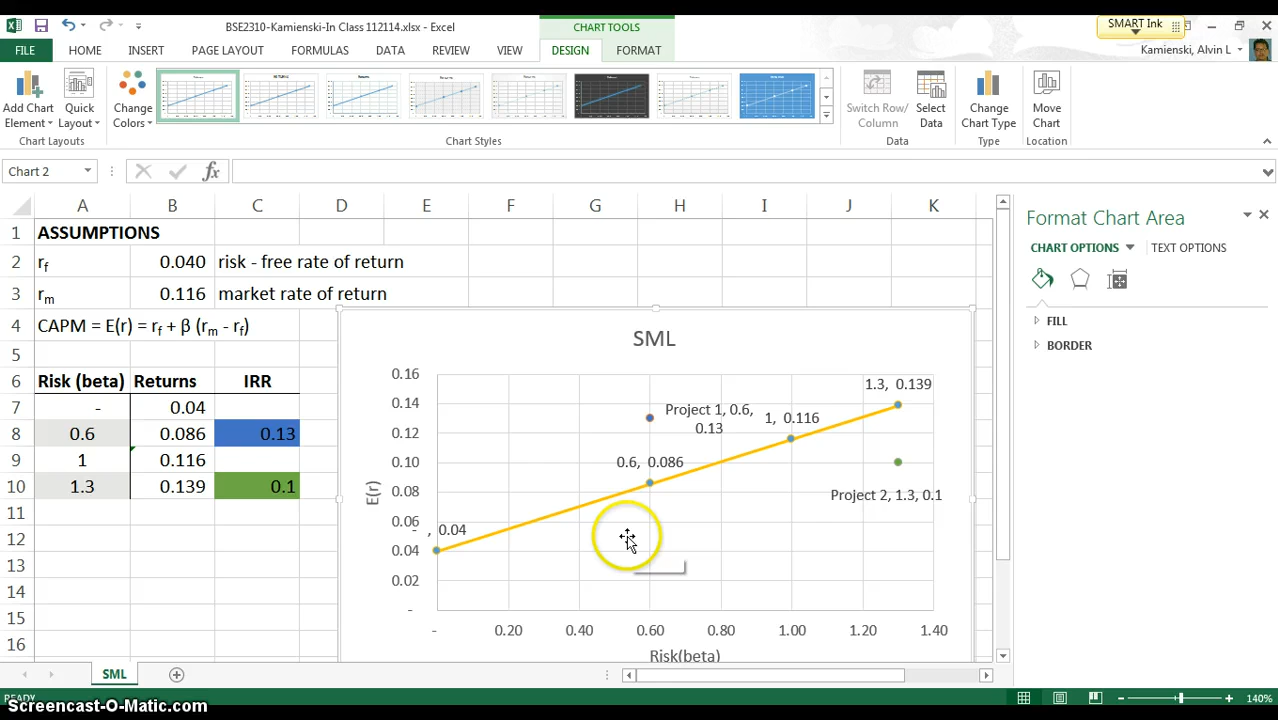 BSE2310-Kamienski-In Class 112114.xlsx - Excel
CHART TOOLS
SMART Ink
FILE HOME INSERT PAGE LAYOUT FORMULAS DATA REVIEW VIEW DESIGN FORMAT
Kamienski, Alvin L
Add Chart Element
Quick Layout
Change Colors
Switch Row/ Column
Select Data
Change Chart Type
Move Chart
Chart Layouts
Chart Styles
Data
Type
Location
Chart 2
fx
A B C D E F G H I J K
1 ASSUMPTIONS
2 rf 0.040 risk - free rate of return
3 rm 0.116 market rate of return
4 CAPM = E(r) = rf + β (rm - rf)
5
6 Risk (beta) Returns IRR
7 - 0.04
8 0.6 0.086 0.13
9 1 0.116
10 1.3 0.139 0.1
11
12
13
14
15
16
SML
0.16
0.14
0.12
0.10
0.08
0.06
0.04
0.02
-
E(r)
1.3, 0.139
Project 1, 0.6, 0.13
1, 0.116
0.6, 0.086
Project 2, 1.3, 0.1
- , 0.04
- 0.20 0.40 0.60 0.80 1.00 1.20 1.40
Risk(beta)
Format Chart Area
CHART OPTIONS TEXT OPTIONS
FILL
BORDER
SML
READY
140%
Screencast-O-Matic.com